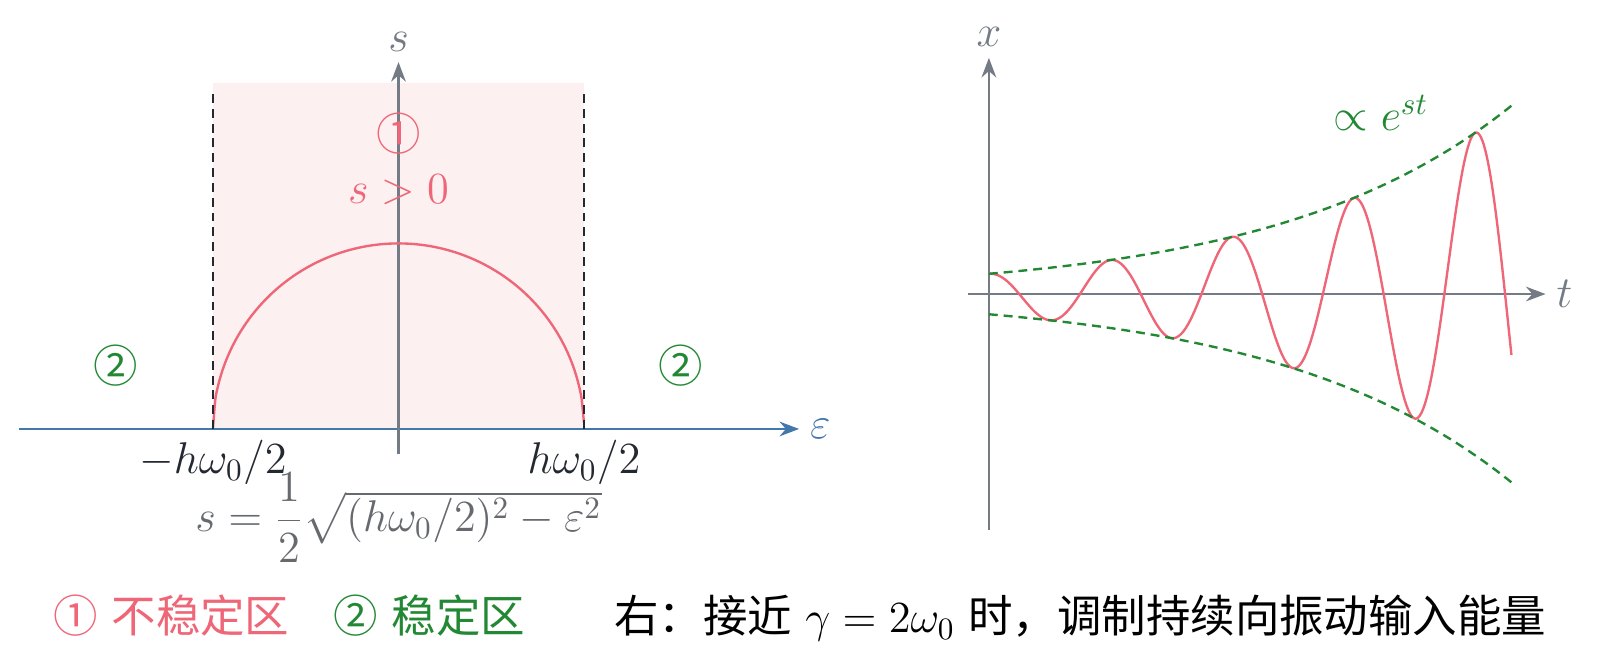 s
①
s > 0
②
②
ε
−hω₀/2
hω₀/2
s = \frac{1}{2}\sqrt{(hω₀/2)² − ε²}
x
∝ e^{st}
t
① 不稳定区 ② 稳定区
右：接近 γ = 2ω₀ 时，调制持续向振动输入能量